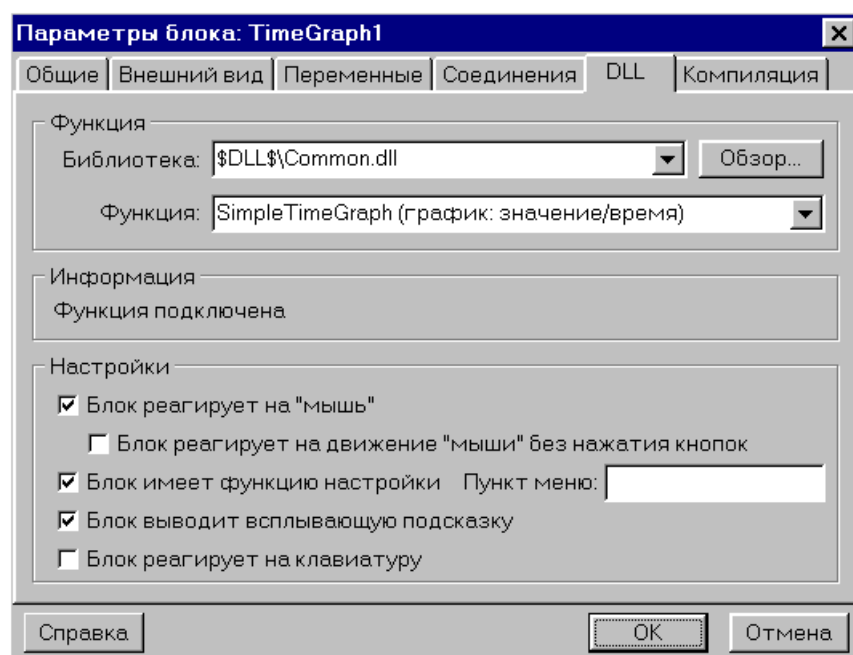 Параметры блока: TimeGraph1
Общие Внешний вид Переменные Соединения DLL Компиляция
Функция
Библиотека: $DLL$\Common.dll Обзор...
Функция: SimpleTimeGraph (график: значение/время)
Информация
Функция подключена
Настройки
Блок реагирует на "мышь"
Блок реагирует на движение "мыши" без нажатия кнопок
Блок имеет функцию настройки Пункт меню:
Блок выводит всплывающую подсказку
Блок реагирует на клавиатуру
Справка OK Отмена